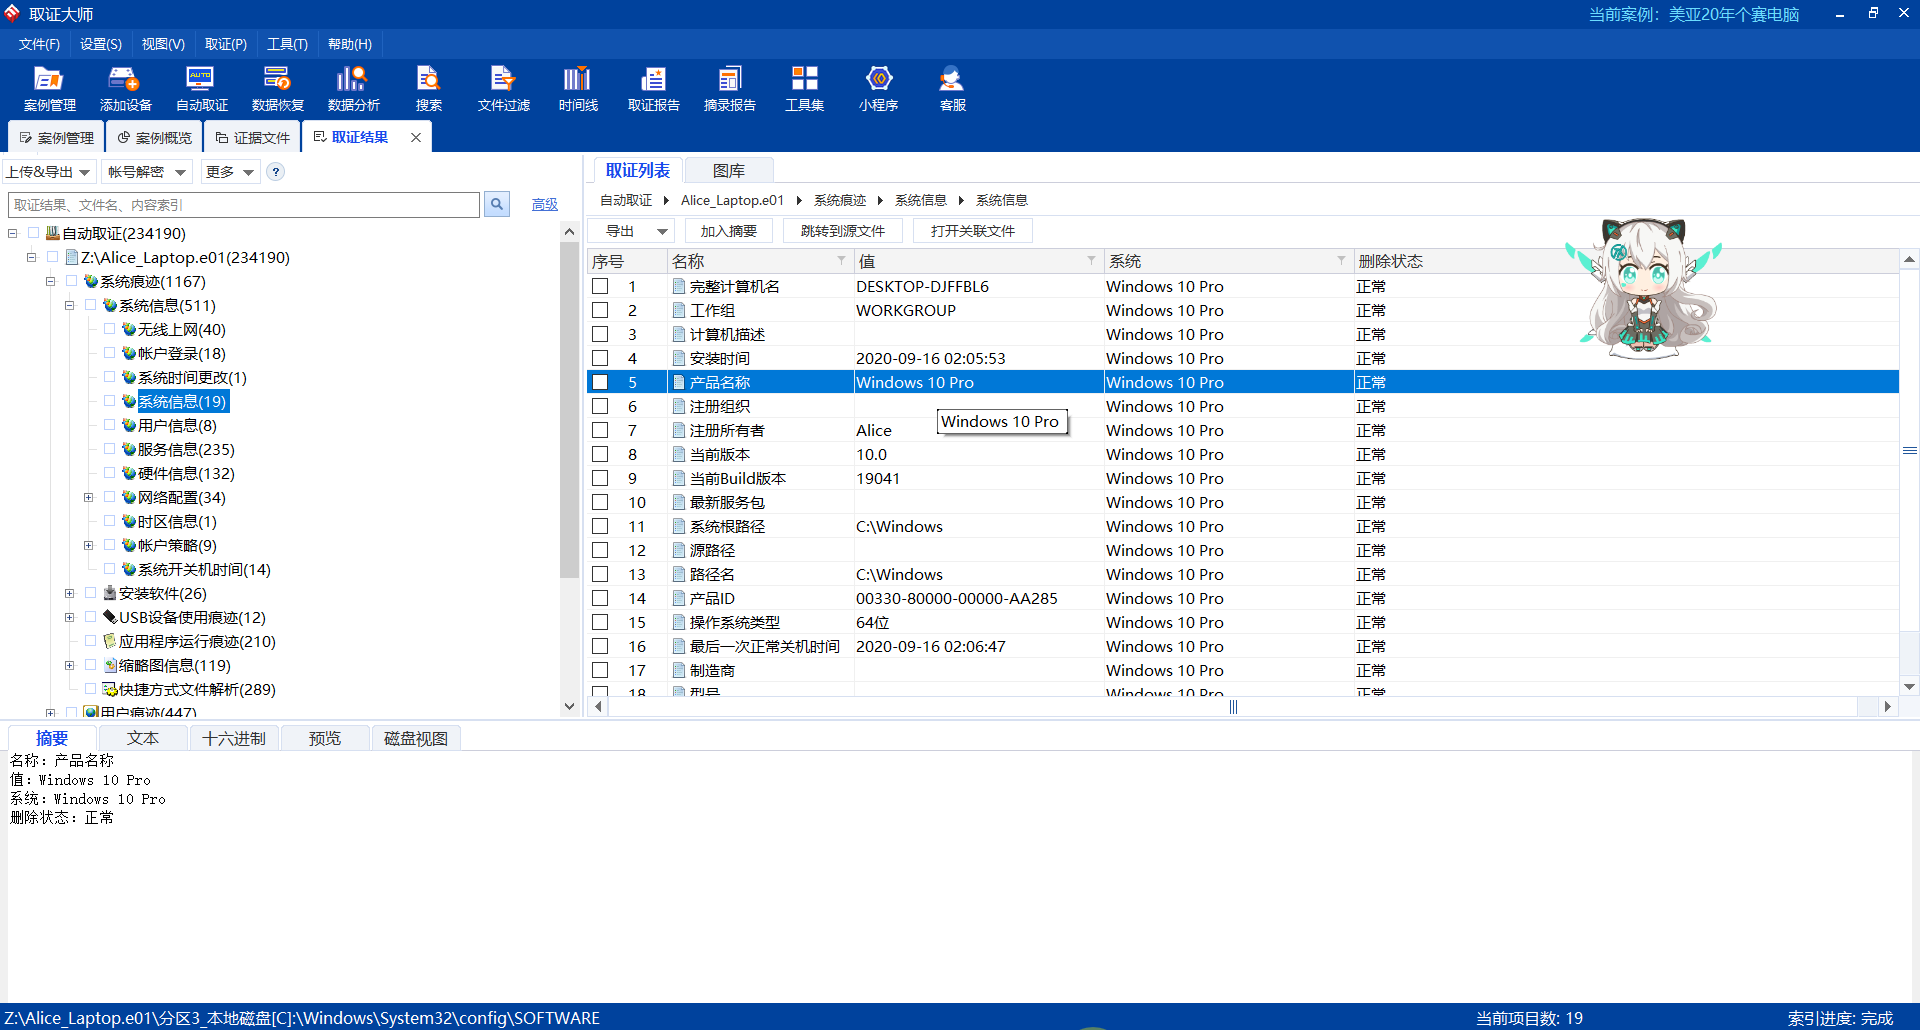 取证大师
当前案例：美亚20年个赛电脑
文件(F) 设置(S) 视图(V) 取证(P) 工具(T) 帮助(H)
案例管理 添加设备 自动取证 数据恢复 数据分析 搜索 文件过滤 时间线 取证报告 摘录报告 工具集 小程序 客服
案例管理 案例概览 证据文件 取证结果
上传&导出 帐号解密 更多 ?
取证结果、文件名、内容索引 高级
自动取证(234190)
Z:\Alice_Laptop.e01(234190)
系统痕迹(1167)
系统信息(511)
无线上网(40)
帐户登录(18)
系统时间更改(1)
系统信息(19)
用户信息(8)
服务信息(235)
硬件信息(132)
网络配置(34)
时区信息(1)
帐户策略(9)
系统开关机时间(14)
安装软件(26)
USB设备使用痕迹(12)
应用程序运行痕迹(210)
缩略图信息(119)
快捷方式文件解析(289)
用户痕迹(447)
取证列表 图库
自动取证 Alice_Laptop.e01 系统痕迹 系统信息 系统信息
导出 加入摘要 跳转到源文件 打开关联文件
序号 名称 值 系统 删除状态
1 完整计算机名 DESKTOP-DJFFBL6 Windows 10 Pro 正常
2 工作组 WORKGROUP Windows 10 Pro 正常
3 计算机描述 Windows 10 Pro 正常
4 安装时间 2020-09-16 02:05:53 Windows 10 Pro 正常
5 产品名称 Windows 10 Pro Windows 10 Pro 正常
6 注册组织 Windows 10 Pro 正常
Windows 10 Pro
7 注册所有者 Alice Windows 10 Pro 正常
8 当前版本 10.0 Windows 10 Pro 正常
9 当前Build版本 19041 Windows 10 Pro 正常
10 最新服务包 Windows 10 Pro 正常
11 系统根路径 C:\Windows Windows 10 Pro 正常
12 源路径 Windows 10 Pro 正常
13 路径名 C:\Windows Windows 10 Pro 正常
14 产品ID 00330-80000-00000-AA285 Windows 10 Pro 正常
15 操作系统类型 64位 Windows 10 Pro 正常
16 最后一次正常关机时间 2020-09-16 02:06:47 Windows 10 Pro 正常
17 制造商 Windows 10 Pro 正常
18 型号 Windows 10 Pro 正常
摘要 文本 十六进制 预览 磁盘视图
名称：产品名称
值：Windows 10 Pro
系统：Windows 10 Pro
删除状态：正常
Z:\Alice_Laptop.e01\分区3_本地磁盘[C]:\Windows\System32\config\SOFTWARE
当前项目数: 19
索引进度: 完成